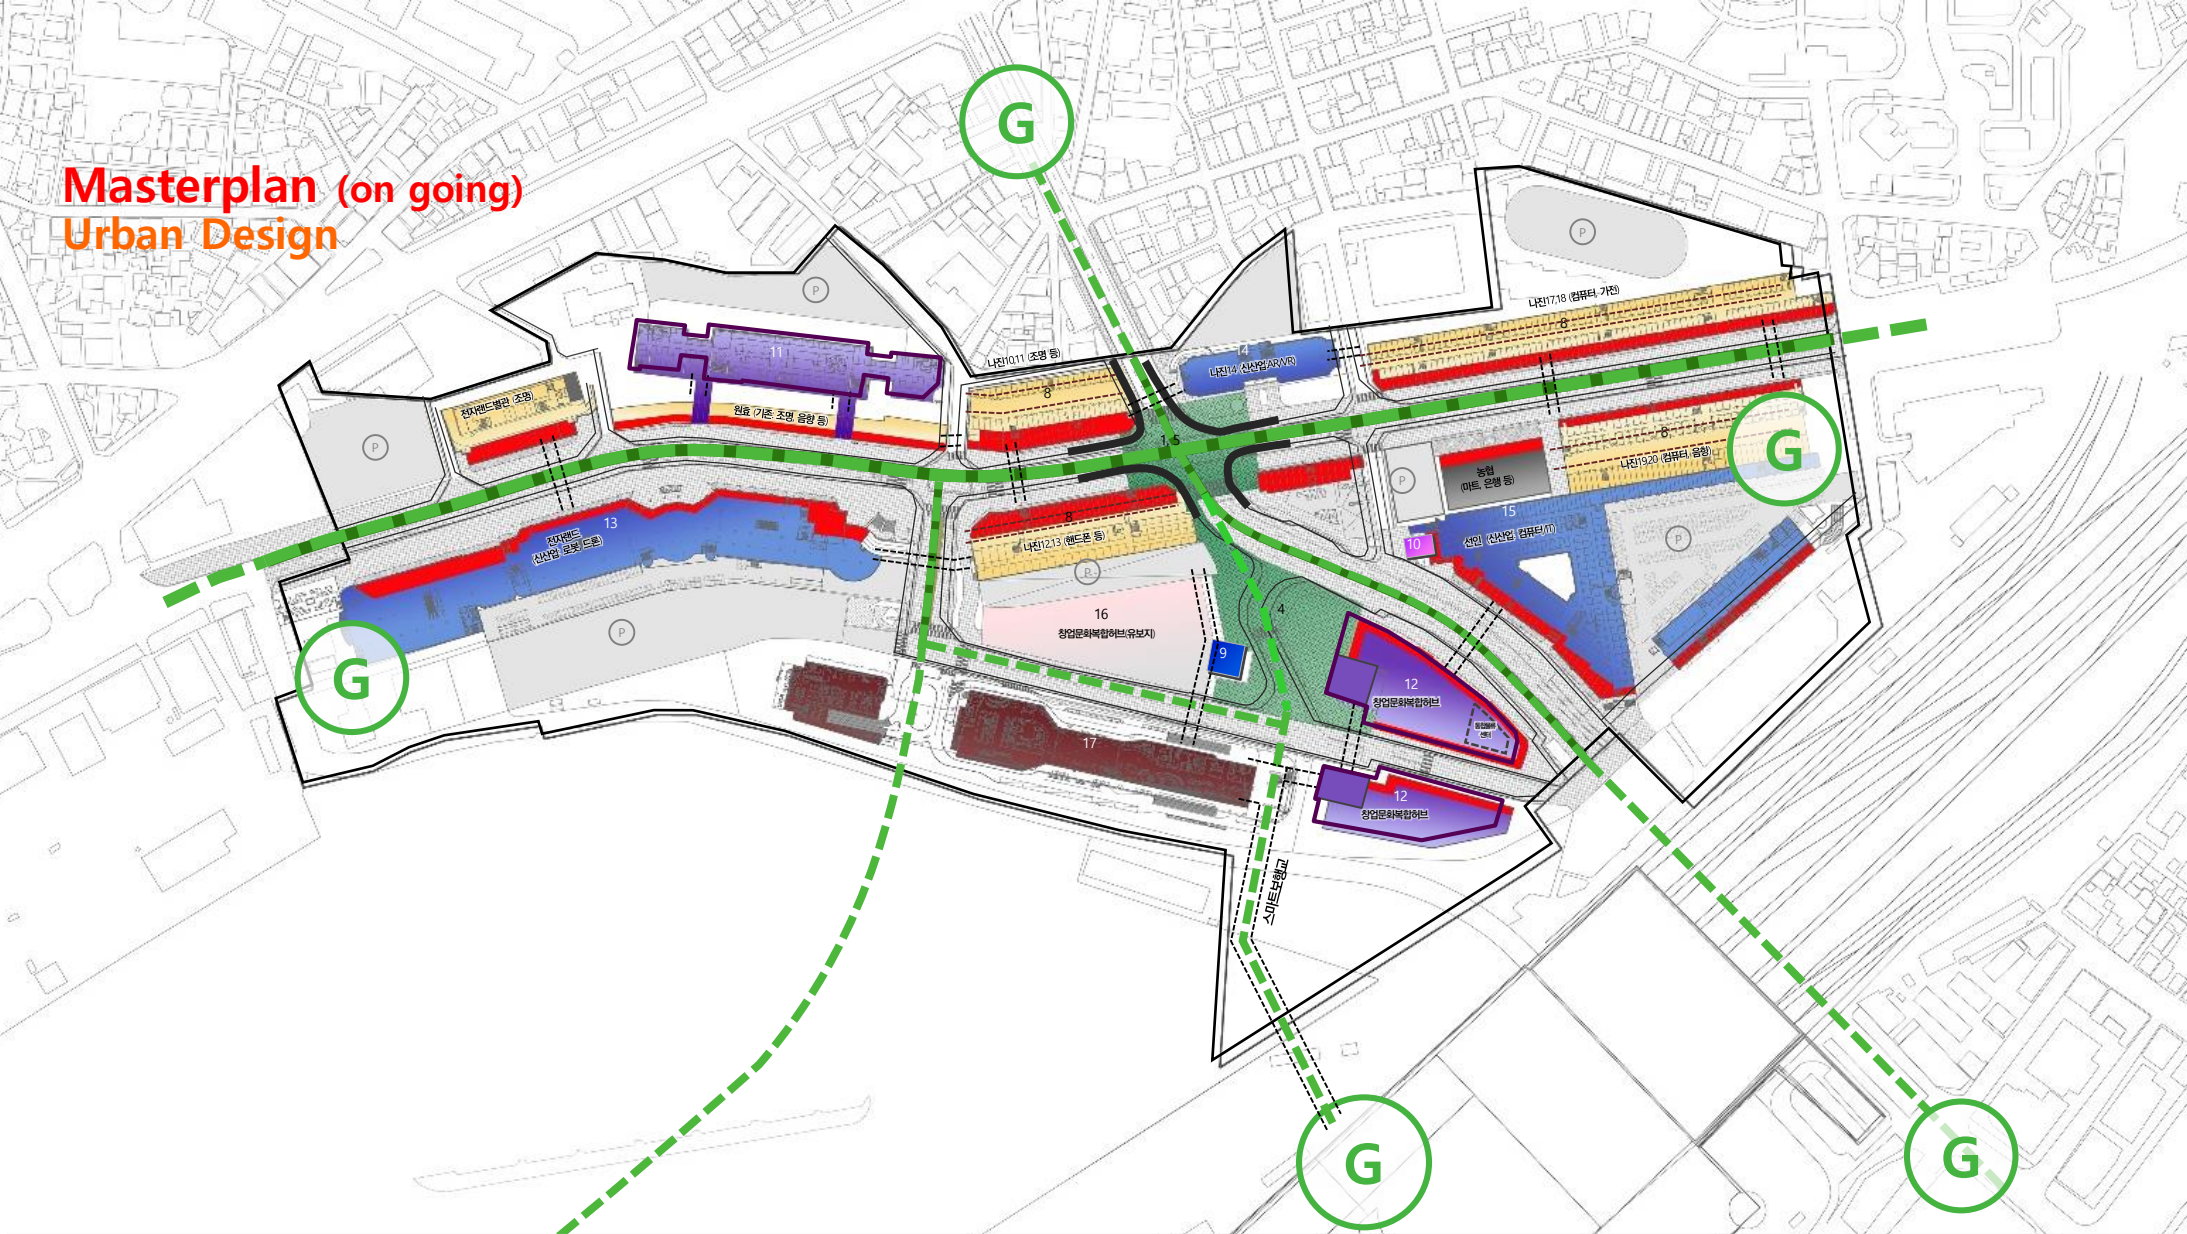 G
Masterplan (on going)
Urban Design
P
P
나진17,18 (컴퓨터, 가전)
8
11
나진10,11 (조명 등)
14
나진14 (신산업AR/VR)
8
전자랜드별관 (조명)
원효 (기존: 조명, 음향 등)
P
1, 5
8
G
나진19,20 (컴퓨터, 음향)
농협
(마트, 은행 등)
P
13
전자랜드
(신산업: 로봇, 드론)
8
나진12,13 (핸드폰 등)
15
선인 (신산업: 컴퓨터/IT)
10
P
P
16
창업문화복합허브(유보지)
4
P
9
G
12
창업문화복합허브
17
12
창업문화복합허브
스마트보행교
G
G